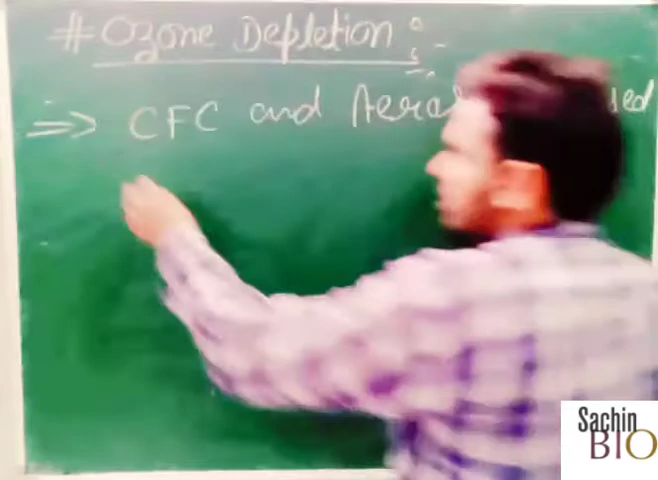 # Ozone Depletion :-
⇒ CFC and
Sachin
BIO